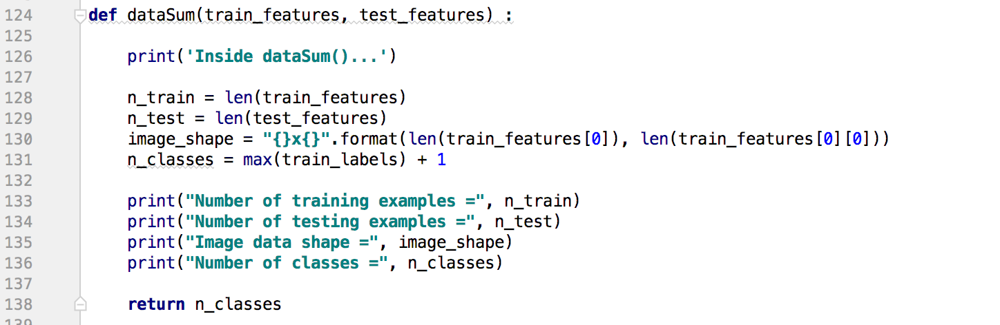 124 def dataSum(train_features, test_features) :
125
126     print('Inside dataSum()...')
127
128     n_train = len(train_features)
129     n_test = len(test_features)
130     image_shape = "{}x{}".format(len(train_features[0]), len(train_features[0][0]))
131     n_classes = max(train_labels) + 1
132
133     print("Number of training examples =", n_train)
134     print("Number of testing examples =", n_test)
135     print("Image data shape =", image_shape)
136     print("Number of classes =", n_classes)
137
138     return n_classes
139